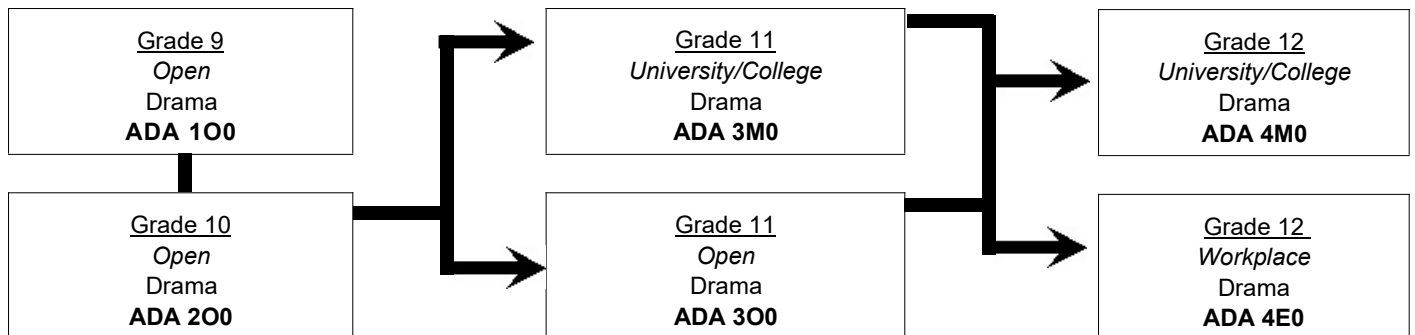 Grade 9
Open
Drama
ADA 1O0
Grade 10
Open
Drama
ADA 2O0
Grade 11
University/College
Drama
ADA 3M0
Grade 11
Open
Drama
ADA 3O0
Grade 12
University/College
Drama
ADA 4M0
Grade 12
Workplace
Drama
ADA 4E0